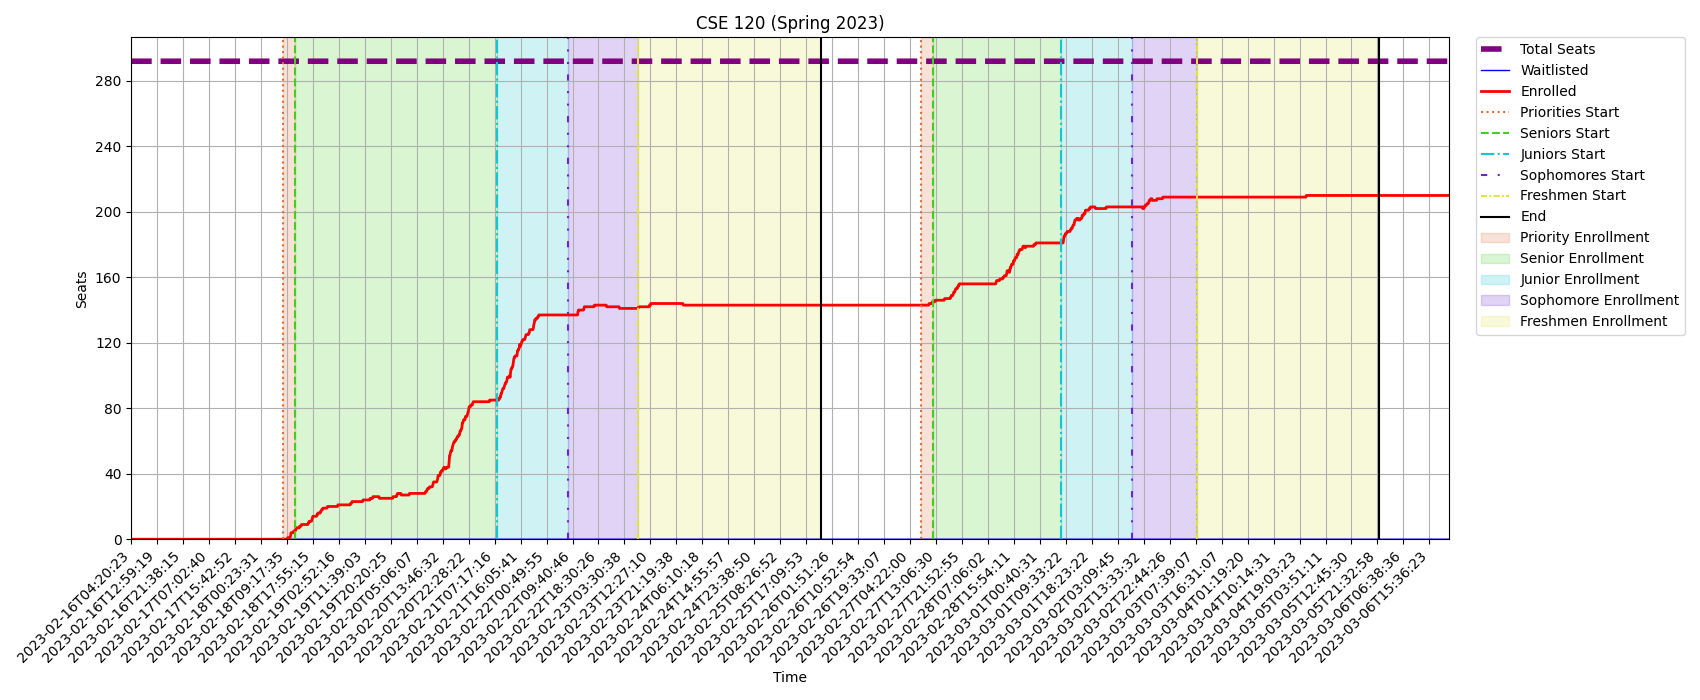 CSE 120 (Spring 2023)
Total Seats
Waitlisted
Enrolled
Priorities Start
Seniors Start
Juniors Start
Sophomores Start
Freshmen Start
End
Priority Enrollment
Senior Enrollment
Junior Enrollment
Sophomore Enrollment
Freshmen Enrollment
Seats
280
240
200
160
120
80
40
0
2023-02-16T04:20:23
2023-02-16T12:59:19
2023-02-16T21:38:15
2023-02-17T07:02:40
2023-02-17T15:42:52
2023-02-18T00:23:31
2023-02-18T09:17:35
2023-02-18T17:55:15
2023-02-19T02:52:16
2023-02-19T11:39:03
2023-02-19T20:20:25
2023-02-20T05:06:07
2023-02-20T13:46:32
2023-02-20T22:28:22
2023-02-21T07:17:16
2023-02-21T16:05:41
2023-02-22T00:49:55
2023-02-22T09:40:46
2023-02-22T18:30:26
2023-02-23T03:30:38
2023-02-23T12:27:10
2023-02-23T21:19:38
2023-02-24T06:10:18
2023-02-24T14:55:57
2023-02-24T23:38:50
2023-02-25T08:26:52
2023-02-25T17:09:53
2023-02-26T01:51:26
2023-02-26T10:52:54
2023-02-26T19:33:07
2023-02-27T04:22:00
2023-02-27T13:06:30
2023-02-27T21:52:55
2023-02-28T07:06:02
2023-02-28T15:54:11
2023-03-01T00:40:31
2023-03-01T09:33:22
2023-03-01T18:23:22
2023-03-02T03:09:45
2023-03-02T13:33:32
2023-03-02T22:44:26
2023-03-03T07:39:07
2023-03-03T16:31:07
2023-03-04T01:19:20
2023-03-04T10:14:31
2023-03-04T19:03:23
2023-03-05T03:51:11
2023-03-05T12:45:30
2023-03-05T21:32:58
2023-03-06T06:38:36
2023-03-06T15:36:23
Time